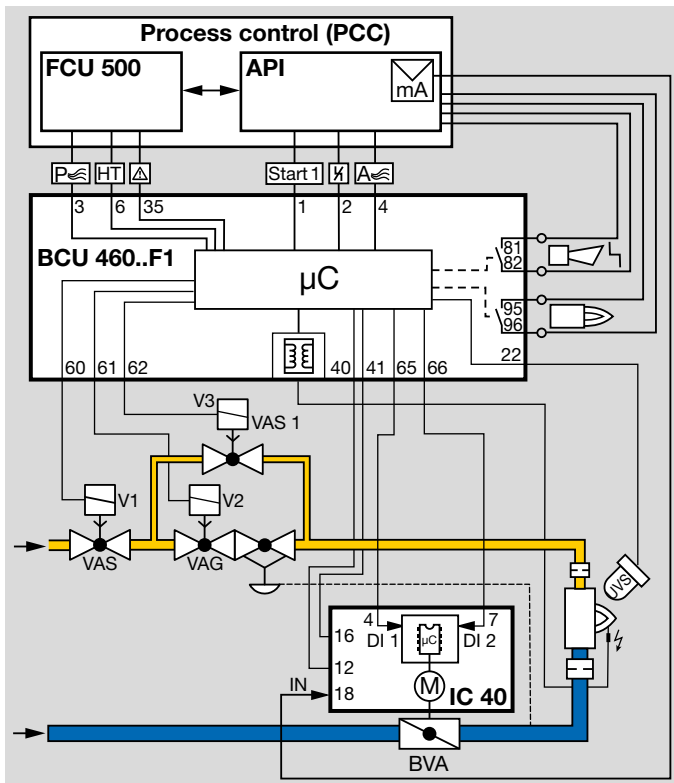 Process control (PCC)
FCU 500
API
mA
P
HT
Start 1
A
3
6
35
1
2
4
BCU 460..F1
µC
81
82
95
96
22
60
61
62
40
41
65
66
V3
VAS 1
V1
V2
VAS
VAG
UVS
4
7
16
DI 1
µC
DI 2
12
IN
18
M
IC 40
BVA